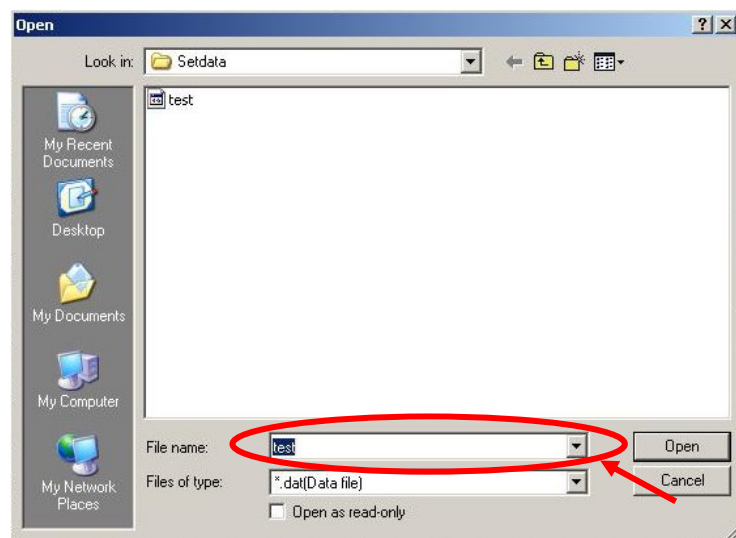 Open
Look in: Setdata
test
My Recent
Documents
Desktop
My Documents
My Computer
My Network
Places
File name: test Open
Files of type: *.dat(Data file) Cancel
Open as read-only